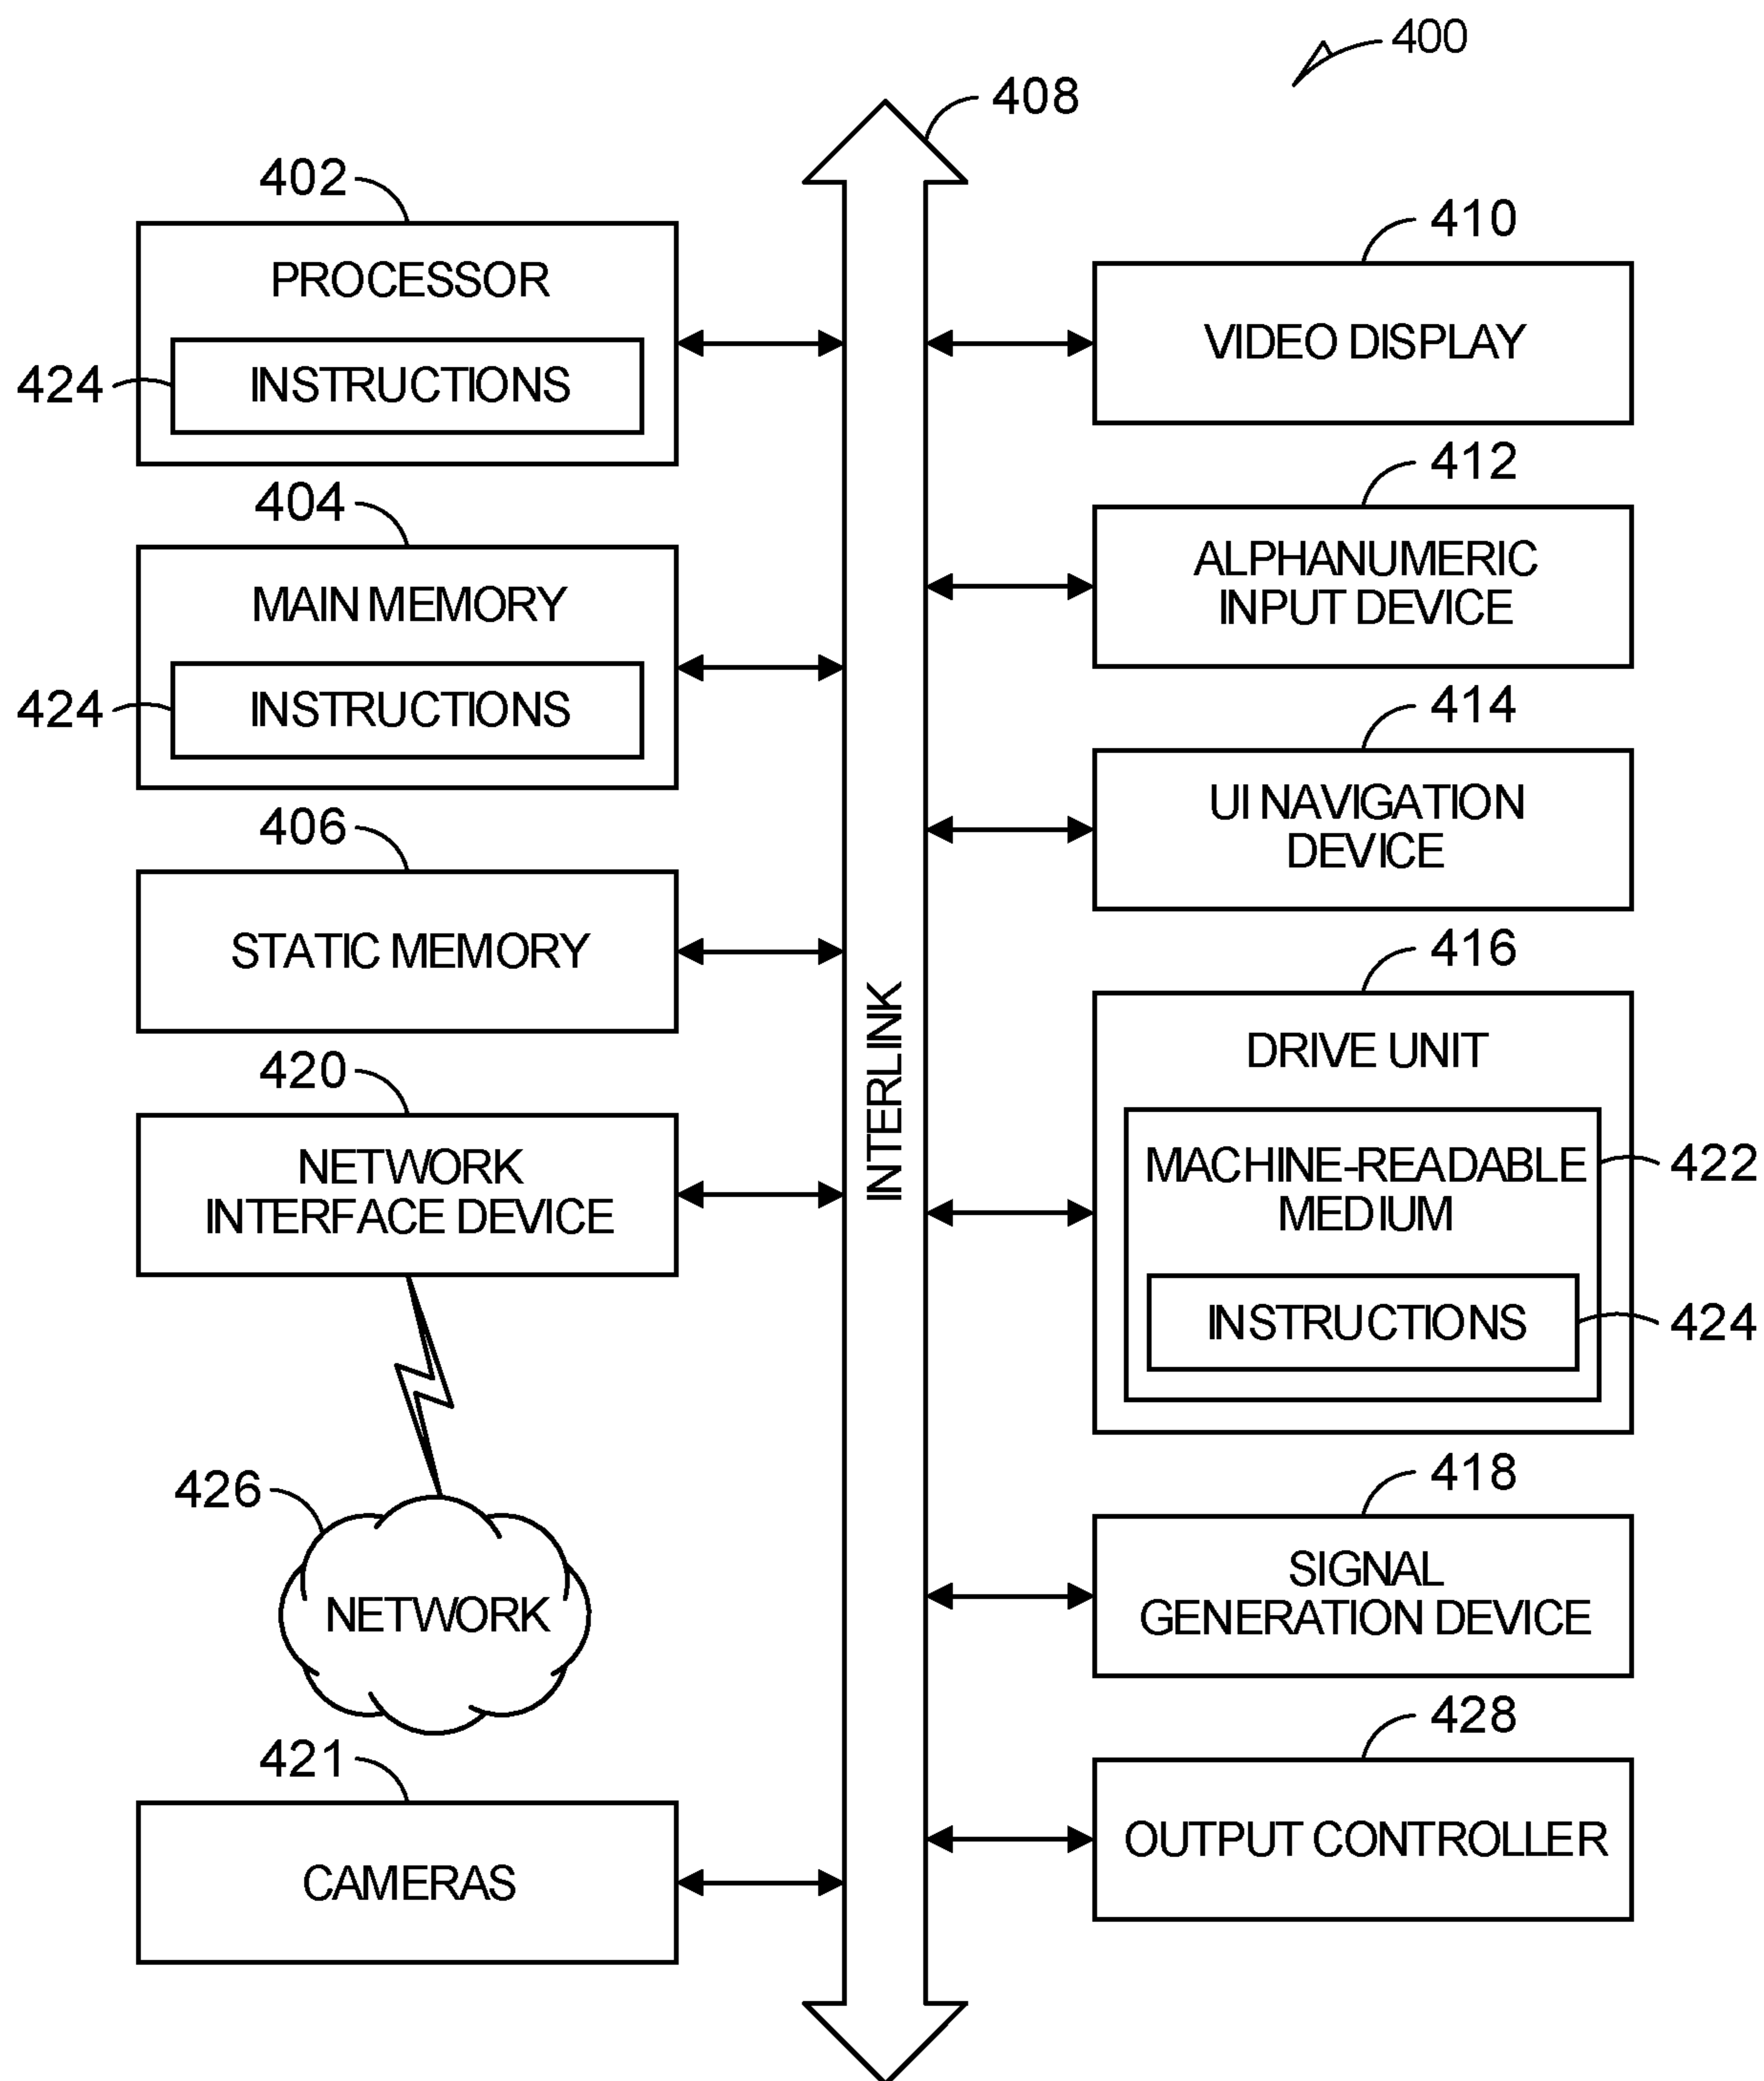 400
408
402
PROCESSOR
424
INSTRUCTIONS
404
MAIN MEMORY
424
INSTRUCTIONS
406
STATIC MEMORY
420
NETWORK
INTERFACE DEVICE
426
NETWORK
421
CAMERAS
INTERLINK
410
VIDEO DISPLAY
412
ALPHANUMERIC
INPUT DEVICE
414
UI NAVIGATION
DEVICE
416
DRIVE UNIT
MACHINE-READABLE
MEDIUM
422
INSTRUCTIONS
424
418
SIGNAL
GENERATION DEVICE
428
OUTPUT CONTROLLER